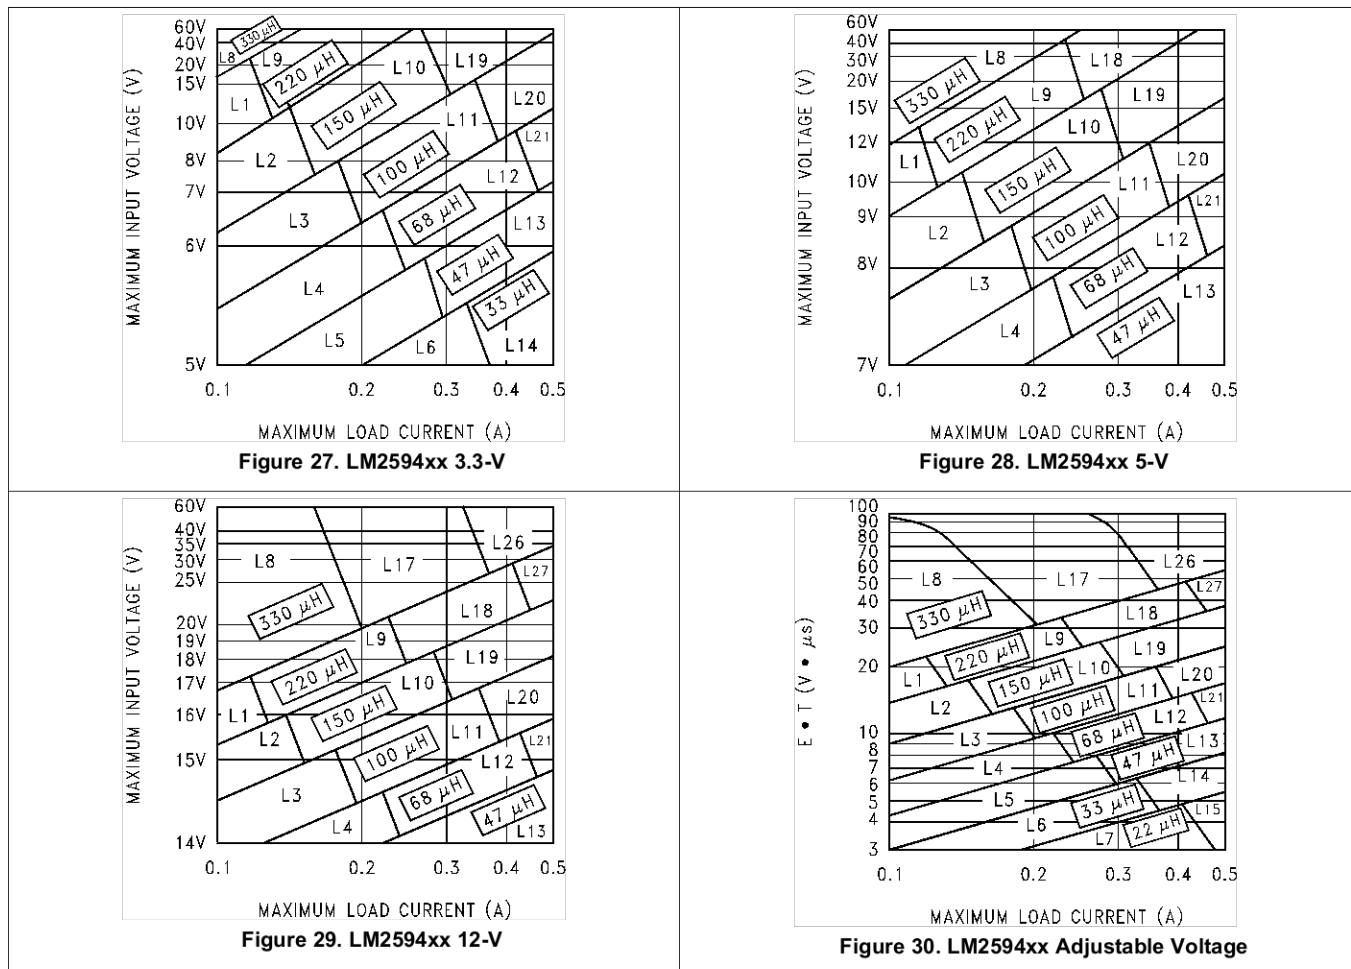 60V
40V
20V
15V
10V
8V
7V
6V
5V
MAXIMUM INPUT VOLTAGE (V)
330 μH
L8
L9
220 μH
L10
L19
L1
150 μH
L20
L11
L21
L2
100 μH
L12
68 μH
L3
L13
47 μH
L4
33 μH
L5
L6
L14
0.1
0.2
0.3
0.4
0.5
MAXIMUM LOAD CURRENT (A)
Figure 27. LM2594xx 3.3-V
60V
40V
30V
20V
15V
12V
10V
9V
8V
7V
MAXIMUM INPUT VOLTAGE (V)
L8
L18
330 μH
L9
L19
220 μH
L10
L1
L20
150 μH
L11
L21
L2
100 μH
L12
L3
68 μH
L13
L4
47 μH
0.1
0.2
0.3
0.4
0.5
MAXIMUM LOAD CURRENT (A)
Figure 28. LM2594xx 5-V
60V
40V
35V
30V
25V
20V
19V
18V
17V
16V
15V
14V
MAXIMUM INPUT VOLTAGE (V)
L8
L17
L26
L27
330 μH
L18
L9
L19
220 μH
L10
L20
L1
150 μH
L11
L21
L2
100 μH
L12
L3
68 μH
47 μH
L4
L13
0.1
0.2
0.3
0.4
0.5
MAXIMUM LOAD CURRENT (A)
Figure 29. LM2594xx 12-V
100
90
80
70
60
50
40
30
20
10
8
7
6
5
4
3
E • T (V • μs)
L8
L17
L26
L27
330 μH
L18
L9
L19
220 μH
L10
L20
L1
150 μH
L11
L21
L2
100 μH
L12
L3
68 μH
L13
L4
47 μH
L14
L5
33 μH
L15
L6
22 μH
L7
0.1
0.2
0.3
0.4
0.5
MAXIMUM LOAD CURRENT (A)
Figure 30. LM2594xx Adjustable Voltage